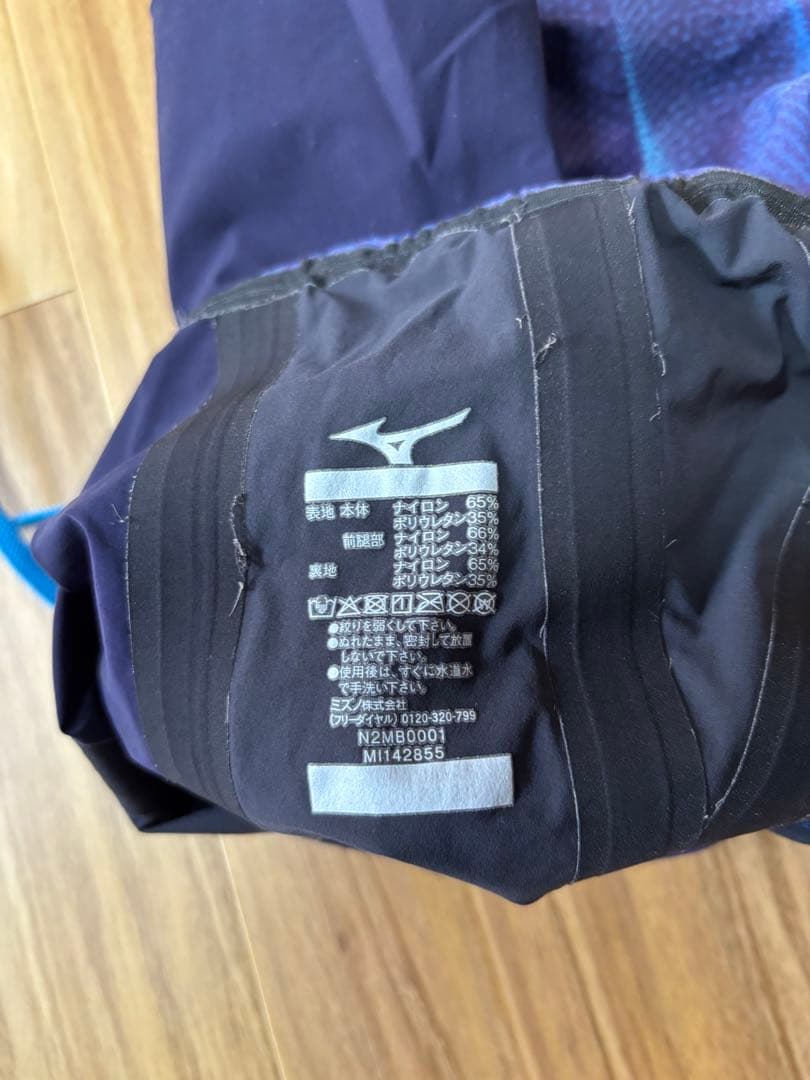 表地 本体 ナイロン 65%
ポリウレタン35%
前腿部 ナイロン 66%
ポリウレタン34%
裏地 ナイロン 65%
ポリウレタン35%
●絞りを弱くして下さい。
●ぬれたまま、密封して放置
しないで下さい。
●使用後は、すぐに水道水
で手洗い下さい。
ミズノ株式会社
(フリーダイヤル) 0120-320-799
N2MB0001
MI142855